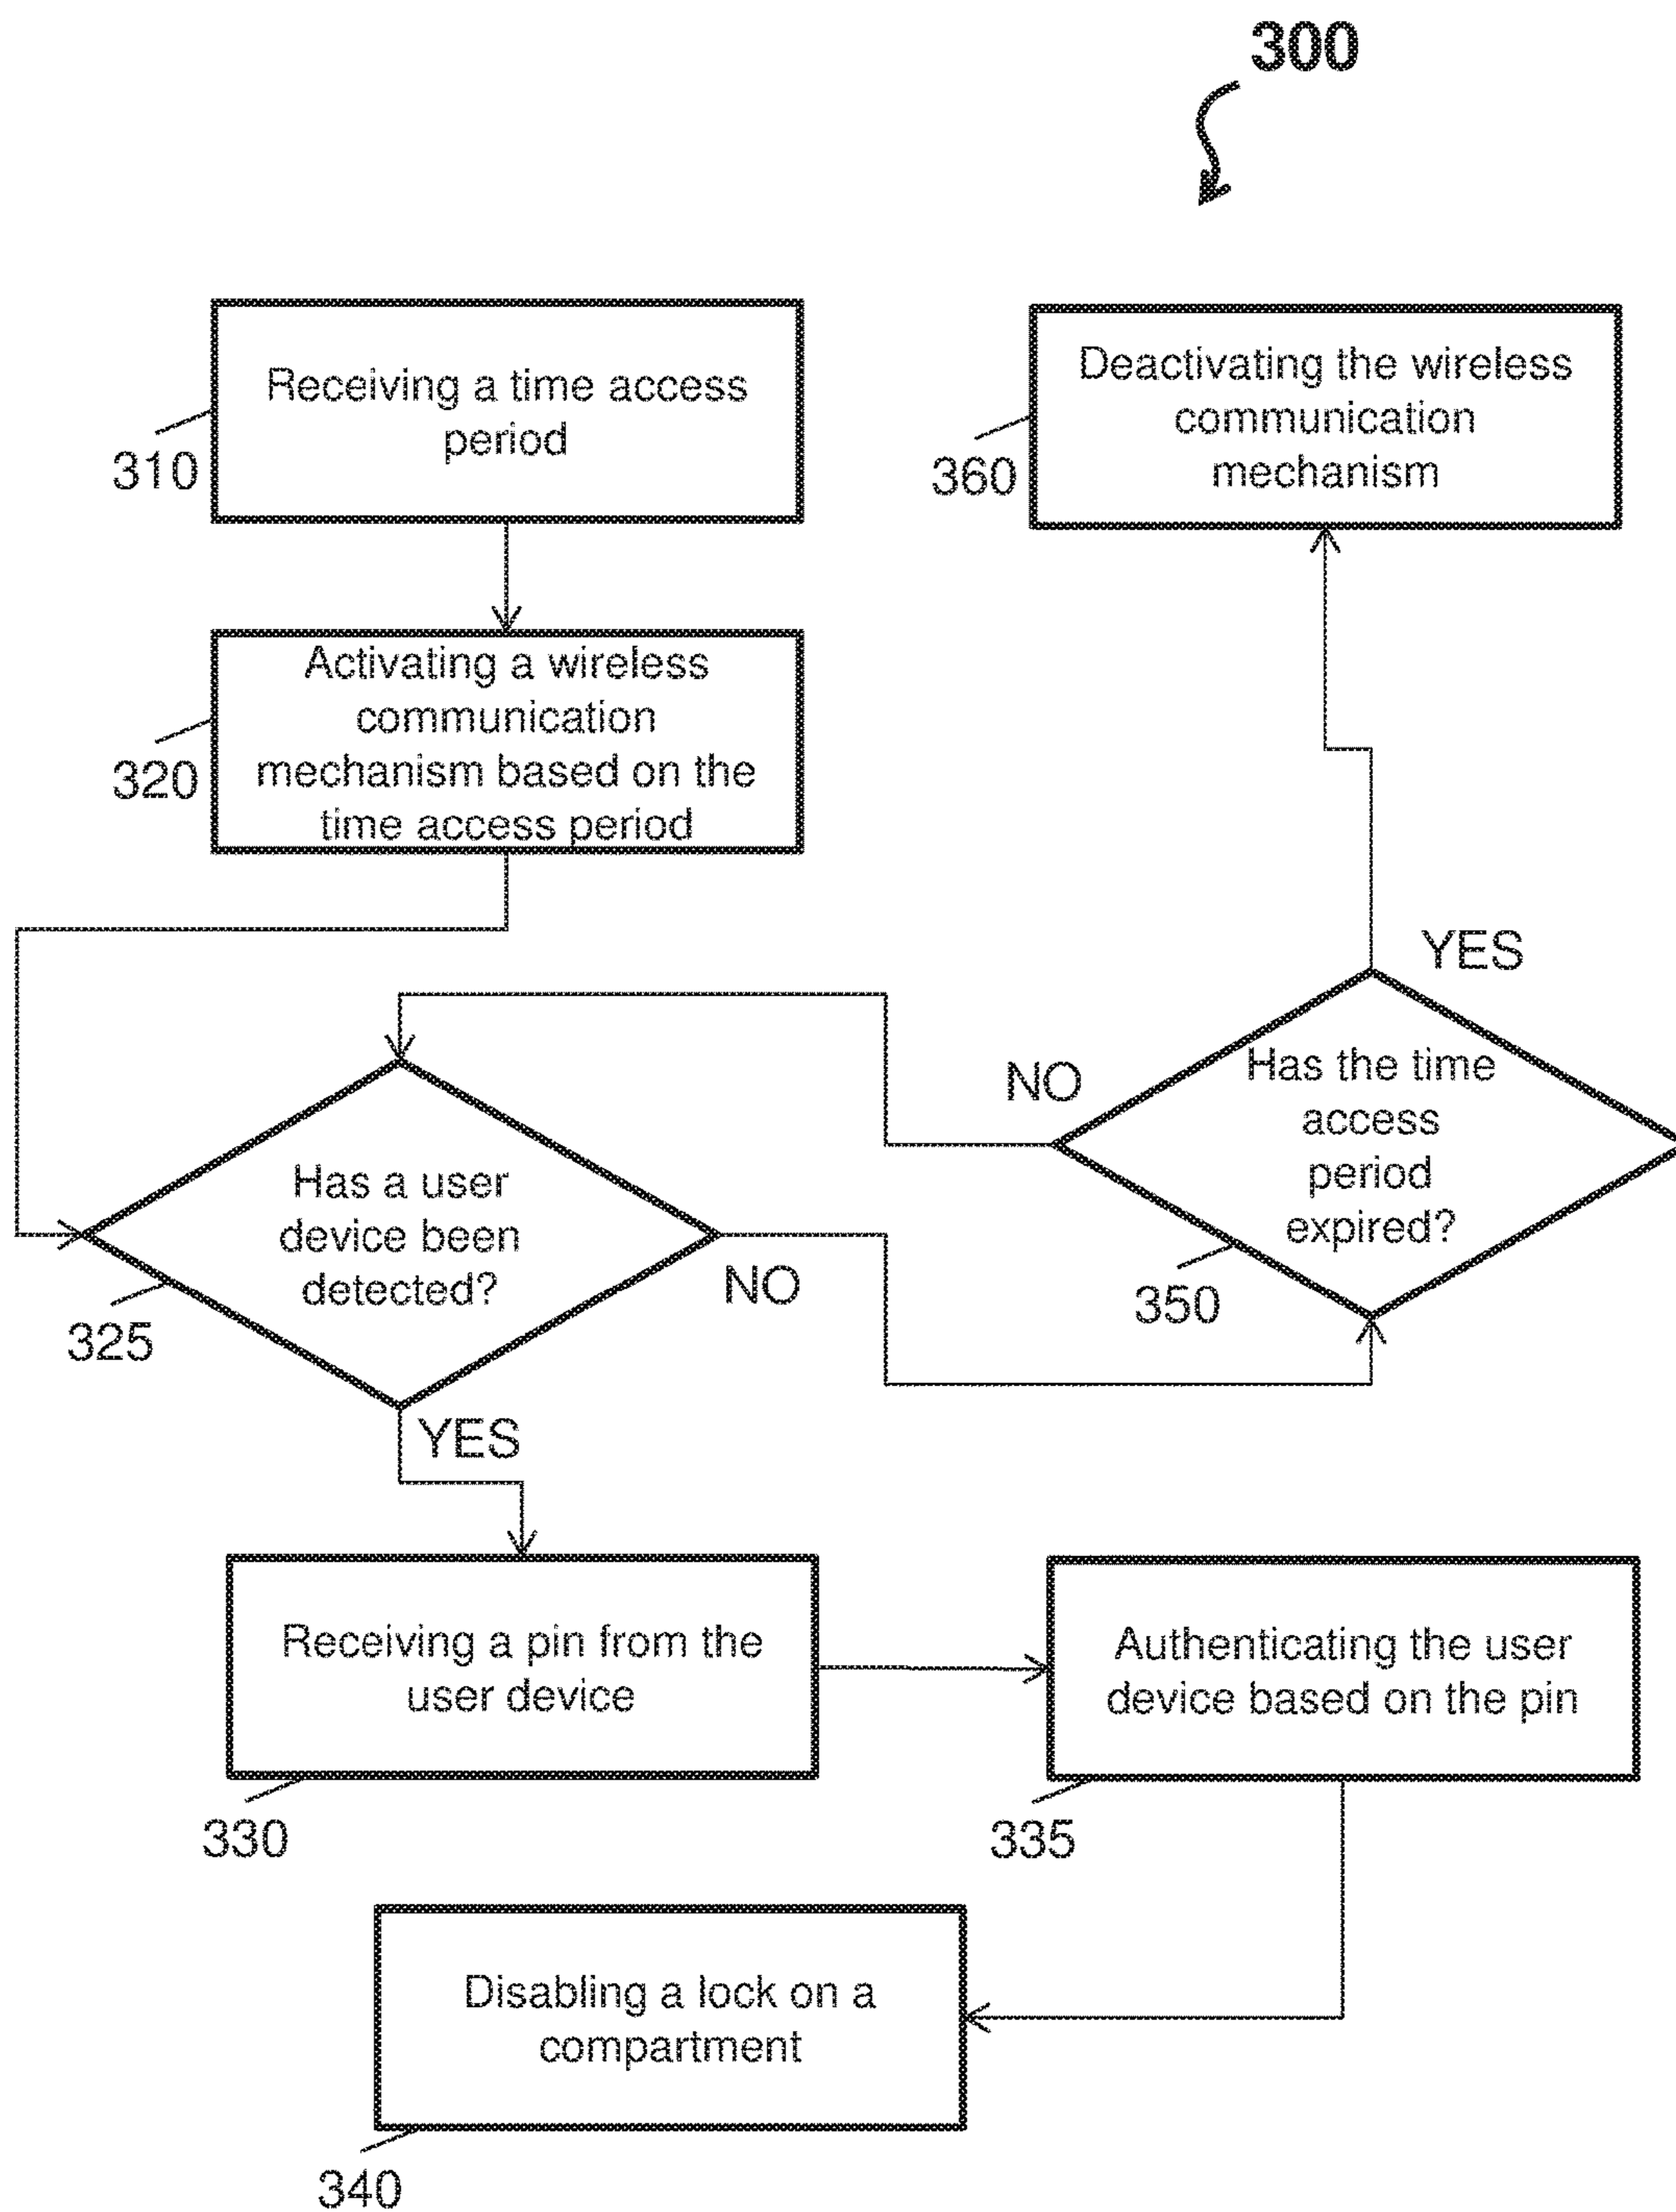 300
Receiving a time access
period
310
Deactivating the wireless
communication
mechanism
360
Activating a wireless
communication
mechanism based on the
time access period
320
YES
NO
Has the time
access
period
expired?
350
Has a user
device been
detected?
325
NO
YES
Receiving a pin from the
user device
330
Authenticating the user
device based on the pin
335
Disabling a lock on a
compartment
340